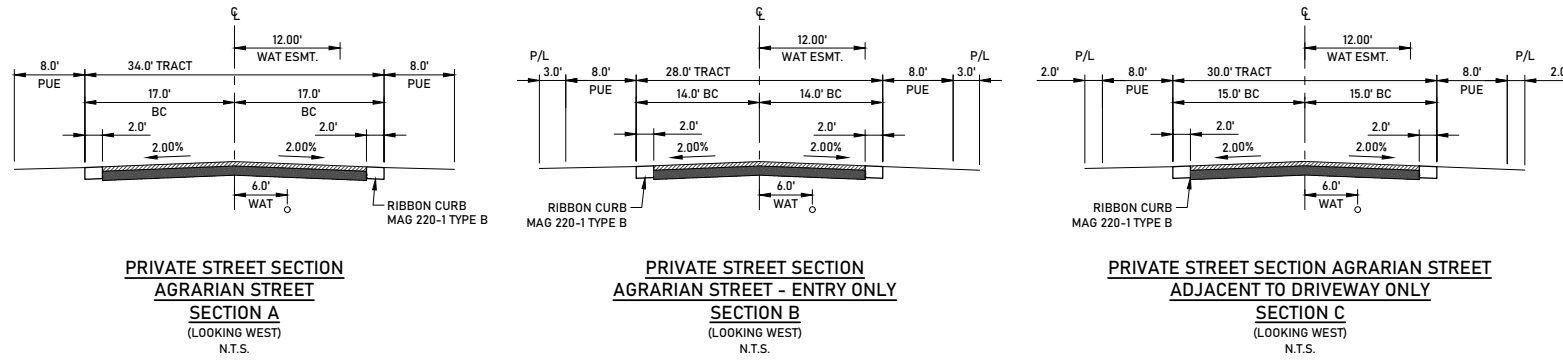 ℄
12.00'
WAT ESMT.
8.0'
PUE
34.0' TRACT
8.0'
PUE
17.0'
BC
17.0'
BC
2.0'
2.0'
2.00%
2.00%
6.0'
WAT
RIBBON CURB
MAG 220-1 TYPE B
PRIVATE STREET SECTION
AGRARIAN STREET
SECTION A
(LOOKING WEST)
N.T.S.
℄
12.00'
WAT ESMT.
P/L
P/L
3.0'
8.0'
PUE
28.0' TRACT
8.0'
PUE
3.0'
14.0' BC
14.0' BC
2.0'
2.0'
2.00%
2.00%
6.0'
WAT
RIBBON CURB
MAG 220-1 TYPE B
PRIVATE STREET SECTION
AGRARIAN STREET - ENTRY ONLY
SECTION B
(LOOKING WEST)
N.T.S.
℄
12.00'
WAT ESMT.
P/L
P/L
2.0'
8.0'
PUE
30.0' TRACT
8.0'
PUE
2.0
15.0' BC
15.0' BC
2.0'
2.0'
2.00%
2.00%
6.0'
WAT
RIBBON CURB
MAG 220-1 TYPE B
PRIVATE STREET SECTION AGRARIAN STREET
ADJACENT TO DRIVEWAY ONLY
SECTION C
(LOOKING WEST)
N.T.S.